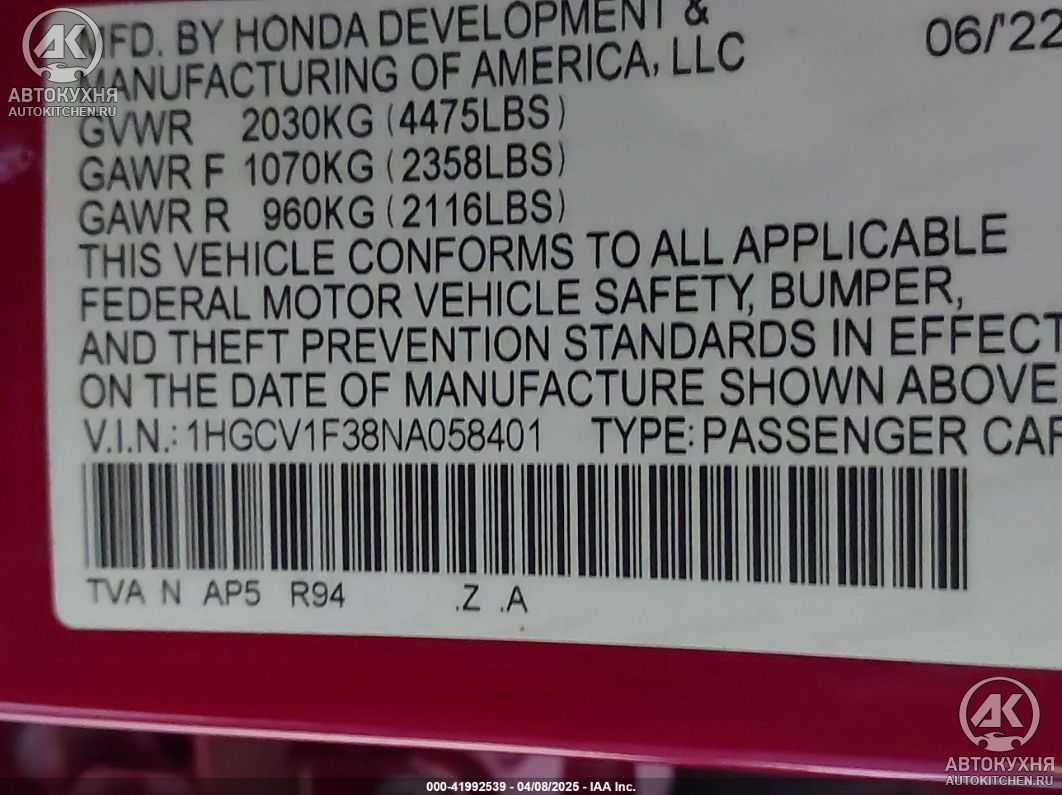 MFD. BY HONDA DEVELOPMENT &
MANUFACTURING OF AMERICA, LLC
06/'22
GVWR 2030KG (4475LBS)
GAWR F 1070KG (2358LBS)
GAWR R 960KG (2116LBS)
THIS VEHICLE CONFORMS TO ALL APPLICABLE
FEDERAL MOTOR VEHICLE SAFETY, BUMPER,
AND THEFT PREVENTION STANDARDS IN EFFECT
ON THE DATE OF MANUFACTURE SHOWN ABOVE
V.I.N.: 1HGCV1F38NA058401 TYPE: PASSENGER CAR
TVA N AP5 R94 .Z .A
AK
АВТОКУХНЯ
AUTOKITCHEN.RU
AK
АВТОКУХНЯ
AUTOKITCHEN.RU
000-41992539 - 04/08/2025 - IAA Inc.